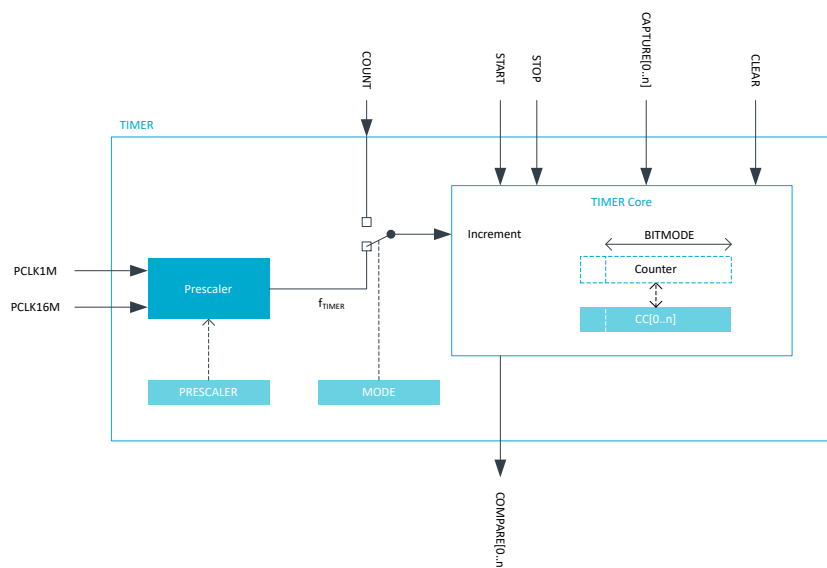 COUNT
START
STOP
CAPTURE[0..n]
CLEAR
TIMER
TIMER Core
Increment
BITMODE
Counter
CC[0..n]
PCLK1M
PCLK16M
Prescaler
fTIMER
PRESCALER
MODE
COMPARE[0..n